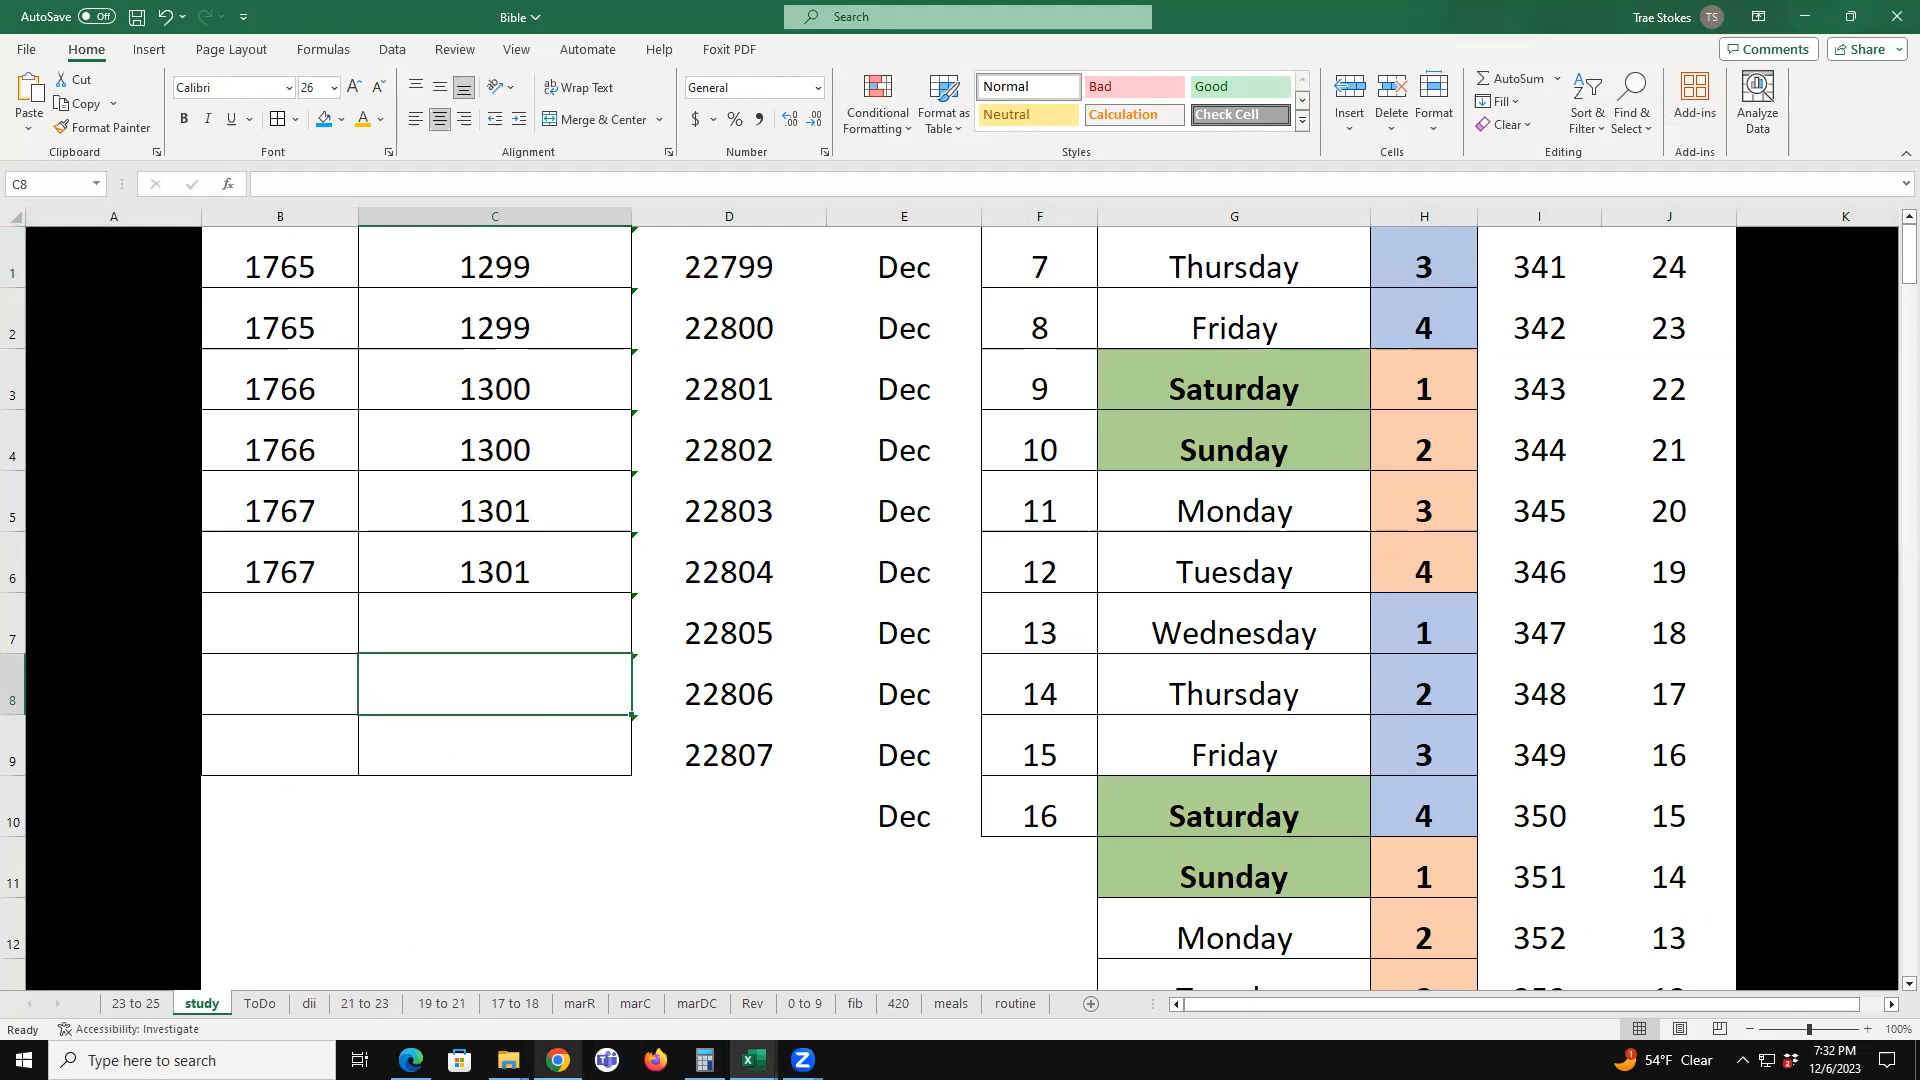 AutoSave Off Bible Search Trae Stokes TS
File Home Insert Page Layout Formulas Data Review View Automate Help Foxit PDF Comments Share
Paste Cut Copy Format Painter Clipboard
Calibri 26 A A B I U A Font
Wrap Text Merge & Center Alignment
General $ % Number
Conditional Formatting Format as Table
Normal Bad Good
Neutral Calculation Check Cell
Styles
Insert Delete Format Cells
AutoSum Fill Clear Sort & Filter Find & Select Editing
Add-ins Add-ins
Analyze Data
C8 fx
A B C D E F G H I J K
1 1765 1299 22799 Dec 7 Thursday 3 341 24
2 1765 1299 22800 Dec 8 Friday 4 342 23
3 1766 1300 22801 Dec 9 Saturday 1 343 22
4 1766 1300 22802 Dec 10 Sunday 2 344 21
5 1767 1301 22803 Dec 11 Monday 3 345 20
6 1767 1301 22804 Dec 12 Tuesday 4 346 19
7 22805 Dec 13 Wednesday 1 347 18
8 22806 Dec 14 Thursday 2 348 17
9 22807 Dec 15 Friday 3 349 16
10 Dec 16 Saturday 4 350 15
11 Sunday 1 351 14
12 Monday 2 352 13
23 to 25 study ToDo dii 21 to 23 19 to 21 17 to 18 marR marC marDC Rev 0 to 9 fib 420 meals routine
Ready Accessibility: Investigate 100%
Type here to search 54°F Clear 7:32 PM
12/6/2023